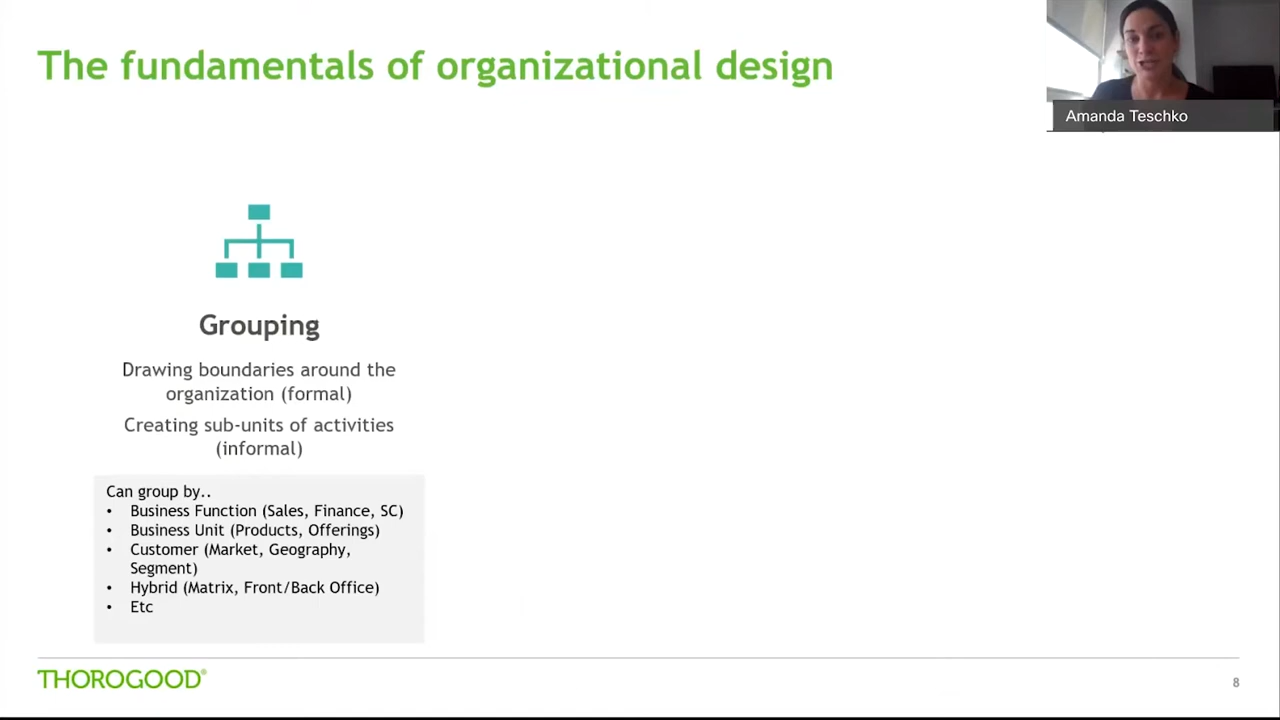 The fundamentals of organizational design
Amanda Teschko
Grouping
Drawing boundaries around the
organization (formal)
Creating sub-units of activities
(informal)
Can group by..
• Business Function (Sales, Finance, SC)
• Business Unit (Products, Offerings)
• Customer (Market, Geography,
Segment)
• Hybrid (Matrix, Front/Back Office)
• Etc
THOROGOOD®
8